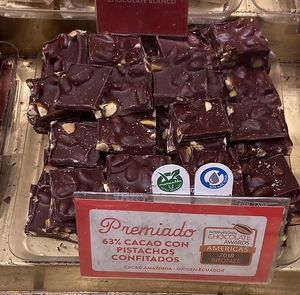 CHOCOLATE BLANCO
Premiado
63% CACAO CON
PISTACHOS
CONFITADOS
CACAO AMAZONIA - ORIGEN ECUADOR
INTERNATIONAL
CHOCOLATE
AWARDS
AMERICAS
2018
BRONZE